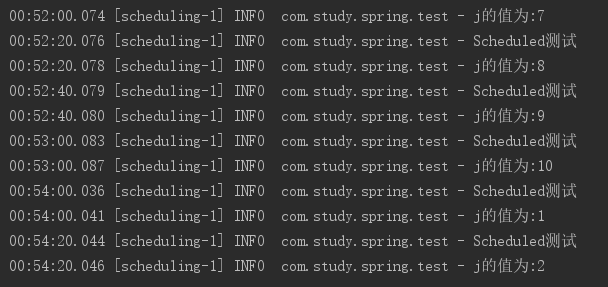 00:52:00.074 [scheduling-1] INFO  com.study.spring.test - j的值为:7
00:52:20.076 [scheduling-1] INFO  com.study.spring.test - Scheduled测试
00:52:20.078 [scheduling-1] INFO  com.study.spring.test - j的值为:8
00:52:40.079 [scheduling-1] INFO  com.study.spring.test - Scheduled测试
00:52:40.080 [scheduling-1] INFO  com.study.spring.test - j的值为:9
00:53:00.083 [scheduling-1] INFO  com.study.spring.test - Scheduled测试
00:53:00.087 [scheduling-1] INFO  com.study.spring.test - j的值为:10
00:54:00.036 [scheduling-1] INFO  com.study.spring.test - Scheduled测试
00:54:00.041 [scheduling-1] INFO  com.study.spring.test - j的值为:1
00:54:20.044 [scheduling-1] INFO  com.study.spring.test - Scheduled测试
00:54:20.046 [scheduling-1] INFO  com.study.spring.test - j的值为:2